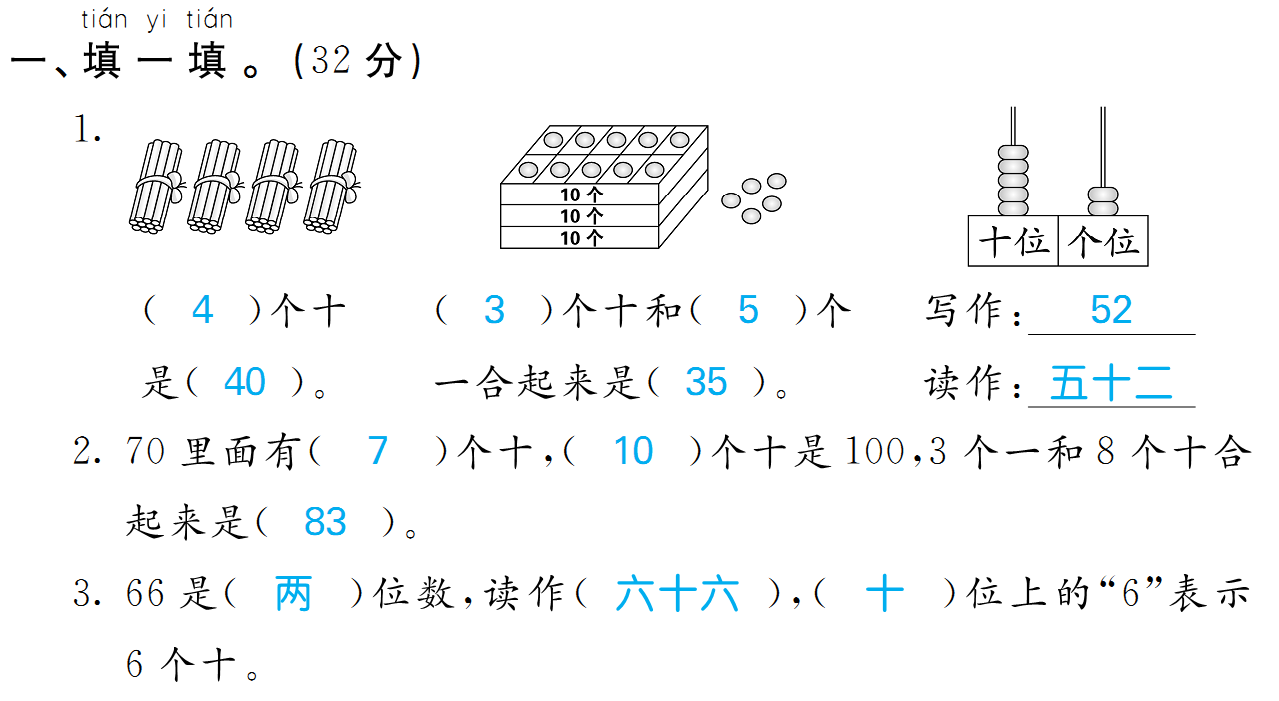 tián yi tián
一、填一填。(32分)
1.
10个
10个
10个
十位 个位
( 4 )个十 ( 3 )个十和( 5 )个 写作:52
是( 40 )。 一合起来是( 35 )。 读作:五十二
2. 70里面有( 7 )个十,( 10 )个十是100,3个一和8个十合
起来是( 83 )。
3. 66是( 两 )位数,读作( 六十六 ),( 十 )位上的“6”表示
6个十。